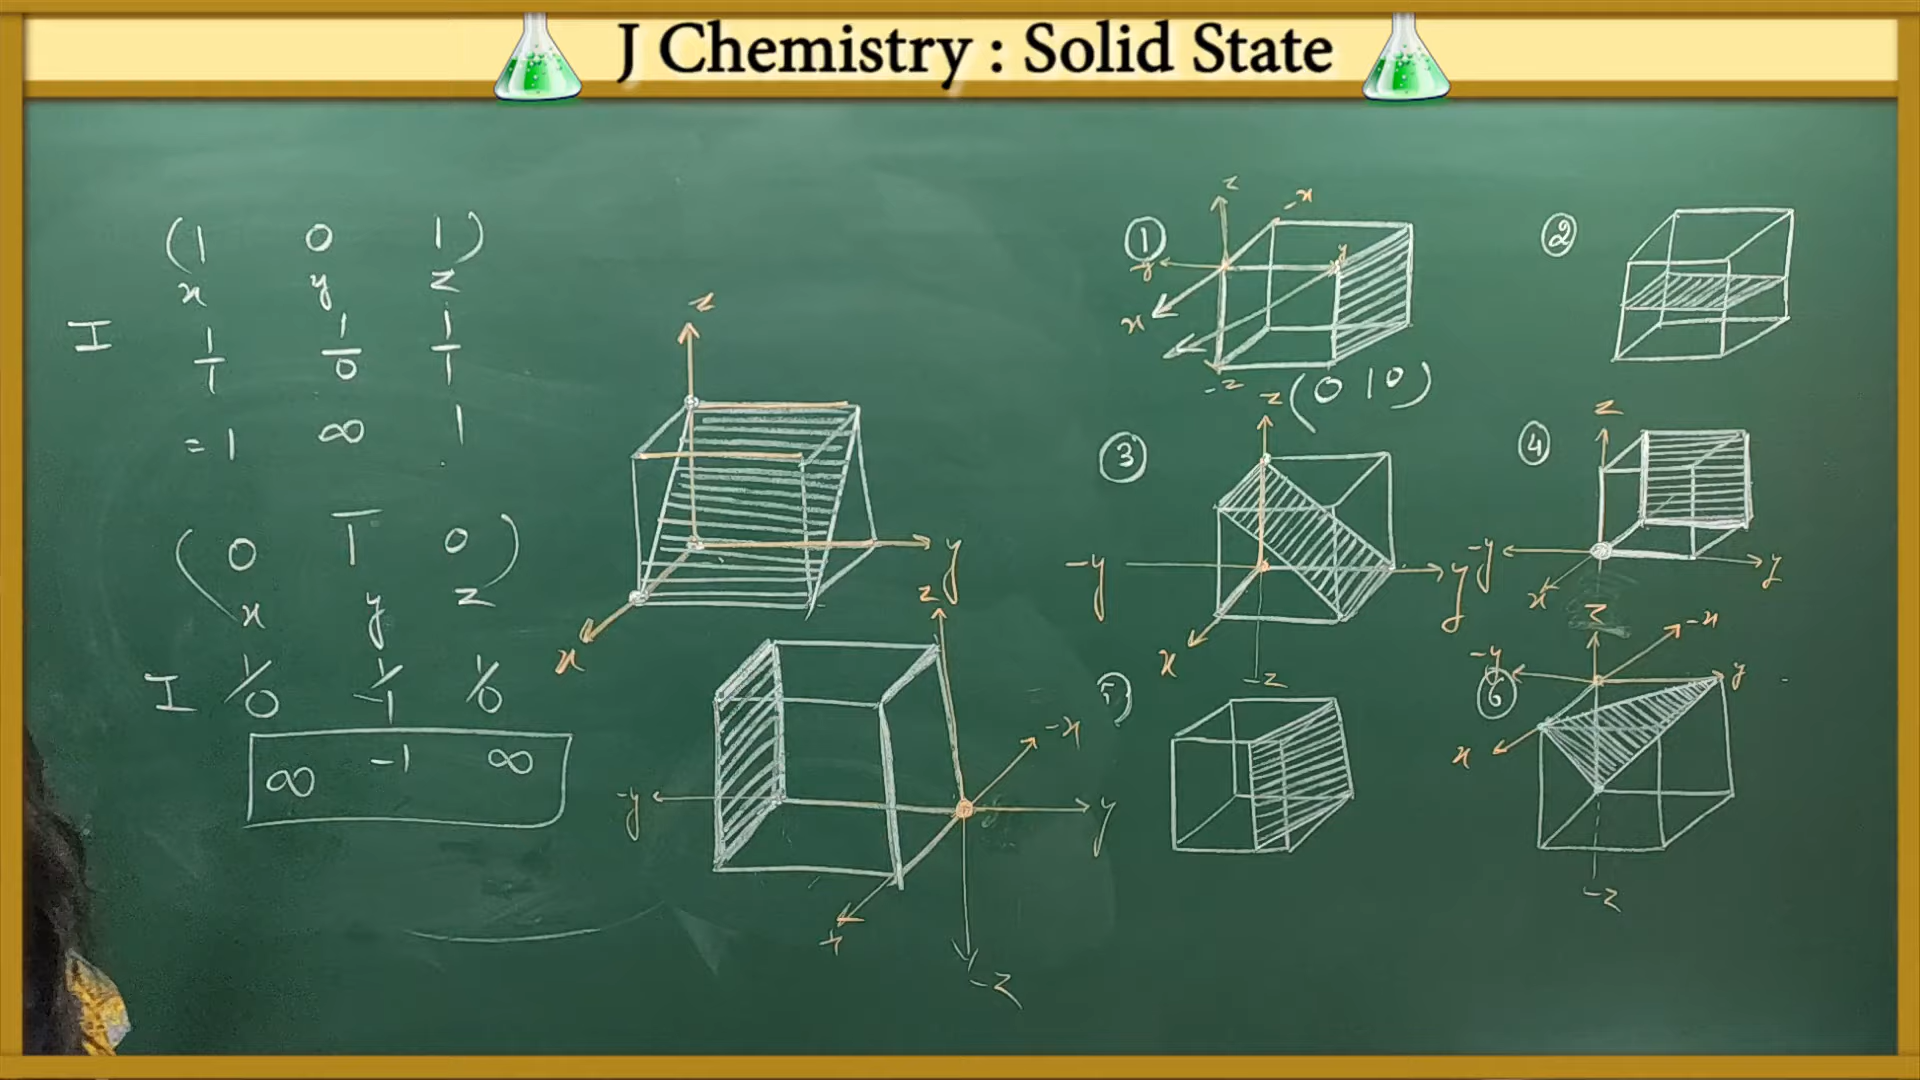 J Chemistry : Solid State
(1 0 1)
x y z
I 1/1 1/0 1/1
= 1 ∞ 1
(0 1̅ 0)
x y z
I 1/0 1/-1 1/0
∞ -1 ∞
z
y
x
z
-x
-y
y
-z
①
z
-x
-y
y
x
-z
(0 1 0)
②
③
z
-y
y
x
-z
④
z
-y
y
x
⑤
⑥
z
-x
-y
y
x
-z